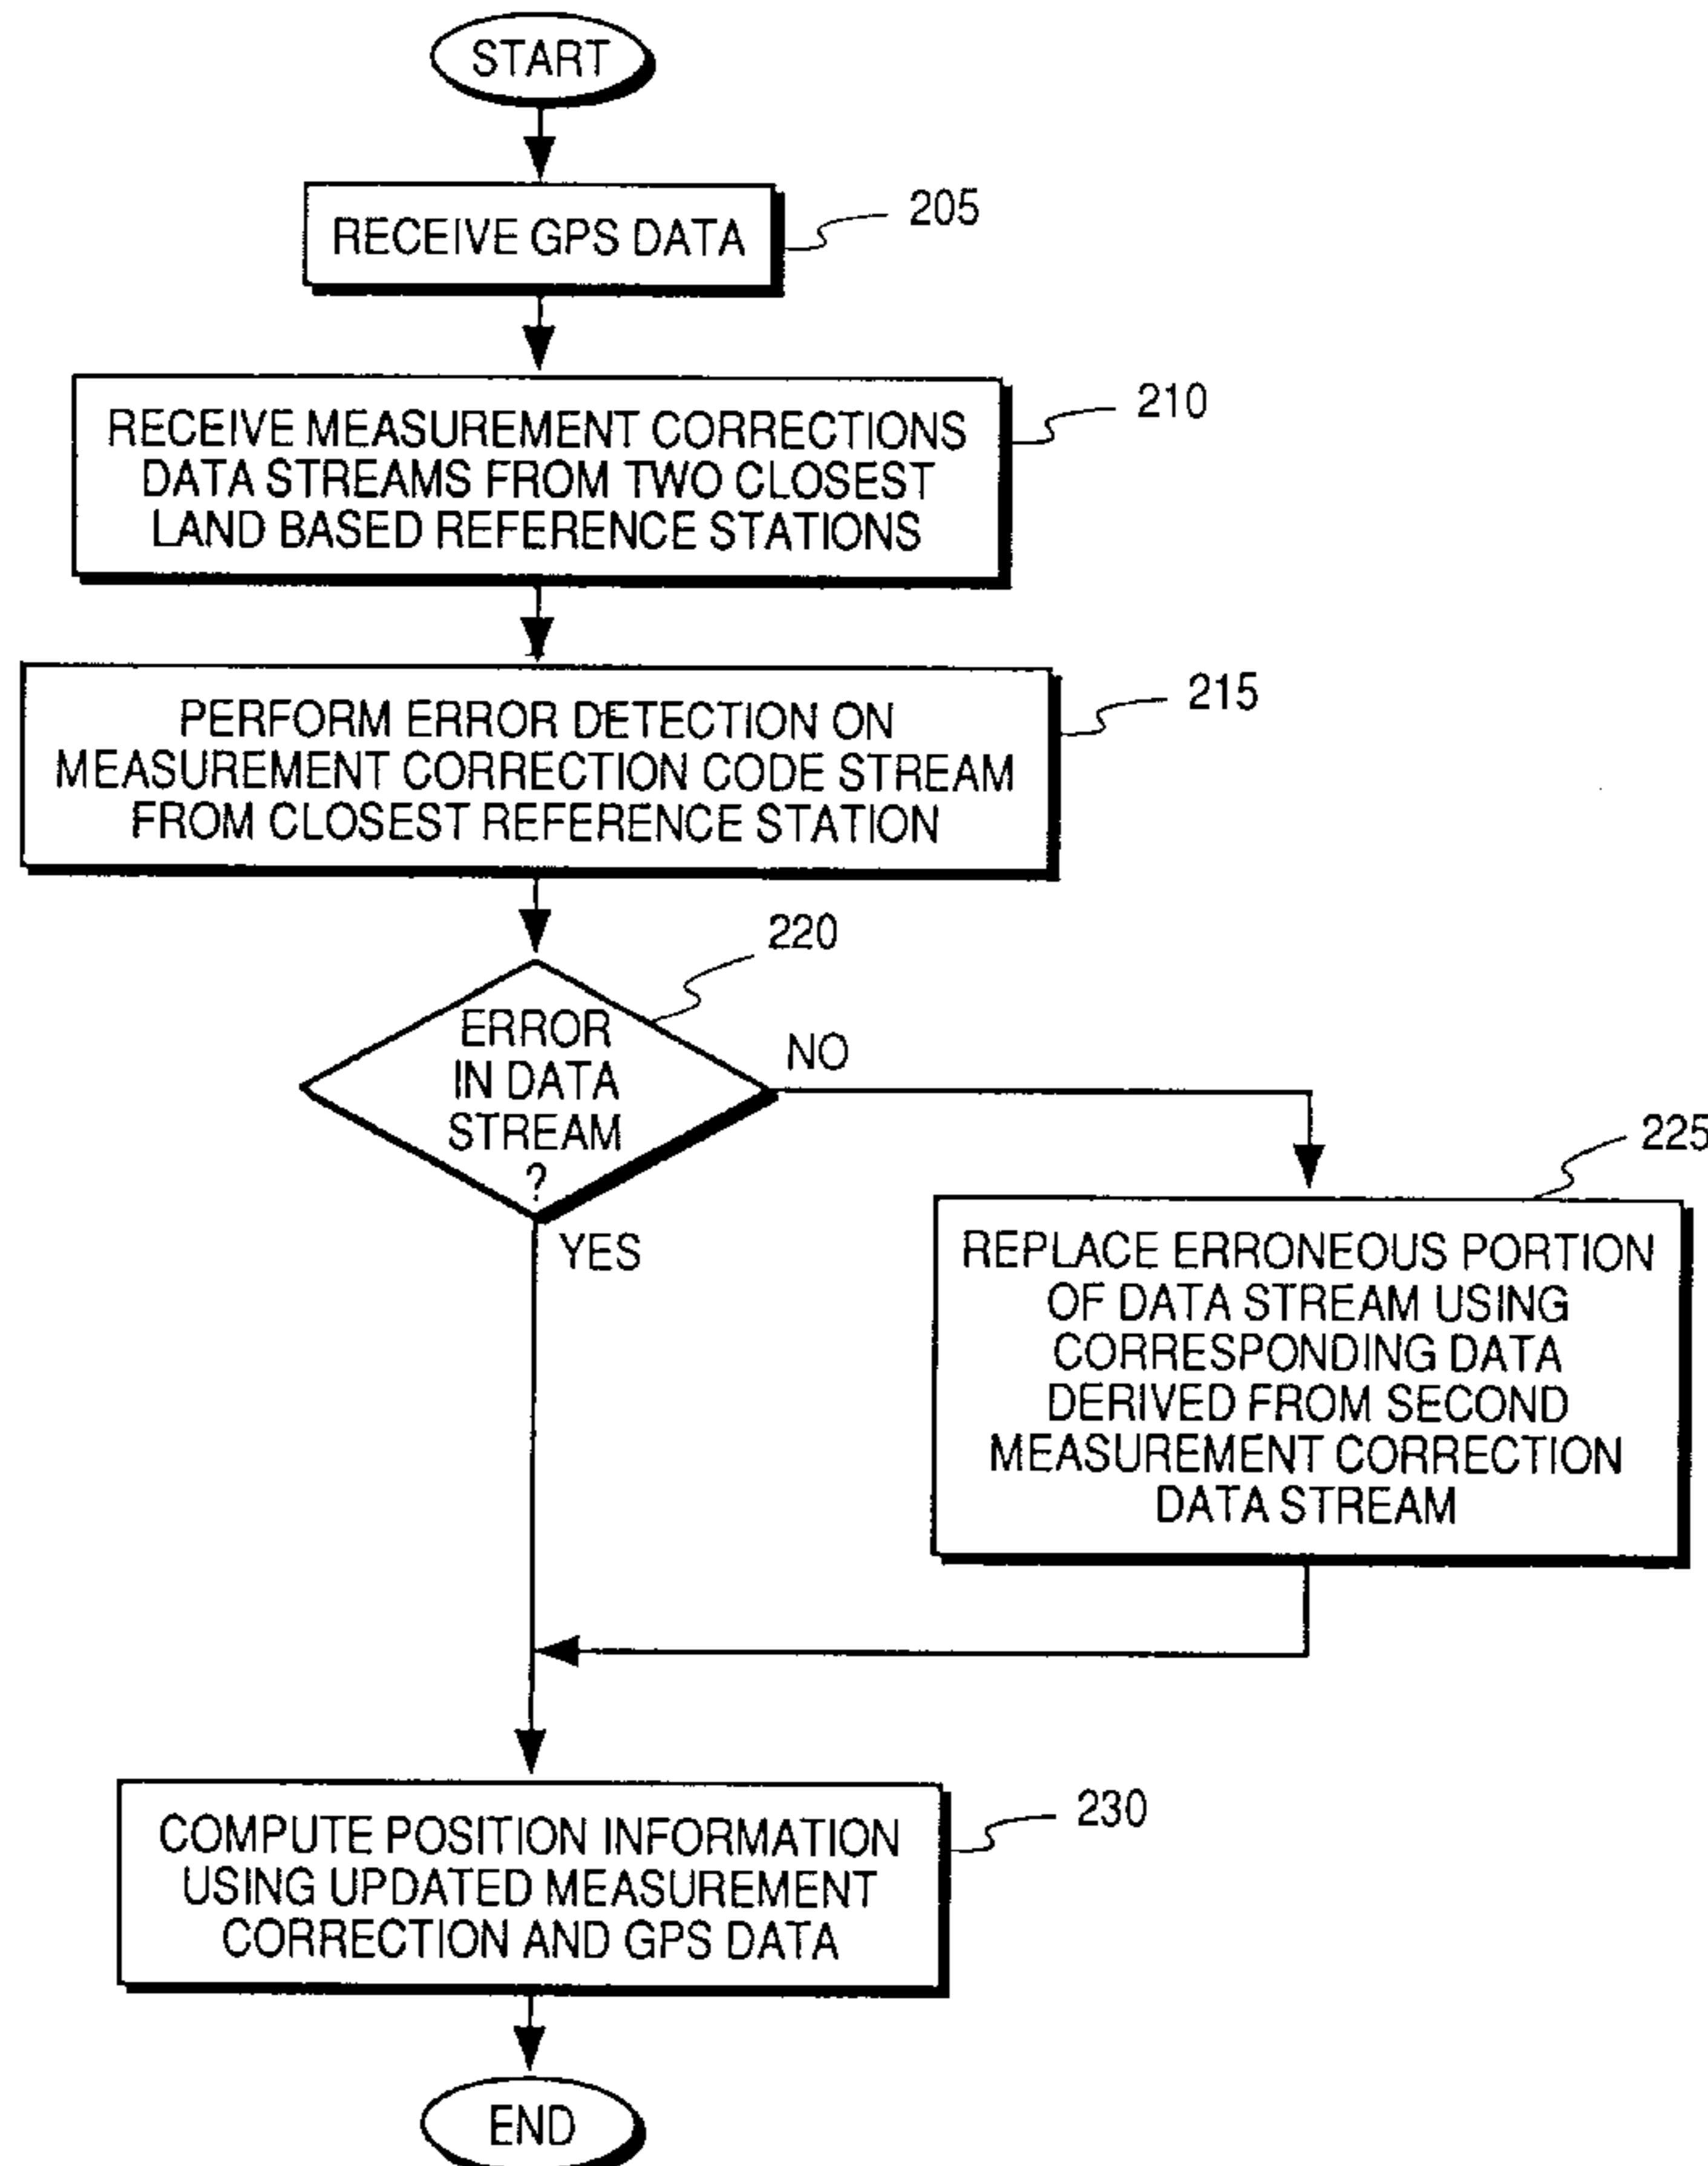 START
RECEIVE GPS DATA
205
RECEIVE MEASUREMENT CORRECTIONS
DATA STREAMS FROM TWO CLOSEST
LAND BASED REFERENCE STATIONS
210
PERFORM ERROR DETECTION ON
MEASUREMENT CORRECTION CODE STREAM
FROM CLOSEST REFERENCE STATION
215
220
ERROR
IN DATA
STREAM
?
NO
YES
225
REPLACE ERRONEOUS PORTION
OF DATA STREAM USING
CORRESPONDING DATA
DERIVED FROM SECOND
MEASUREMENT CORRECTION
DATA STREAM
COMPUTE POSITION INFORMATION
USING UPDATED MEASUREMENT
CORRECTION AND GPS DATA
230
END